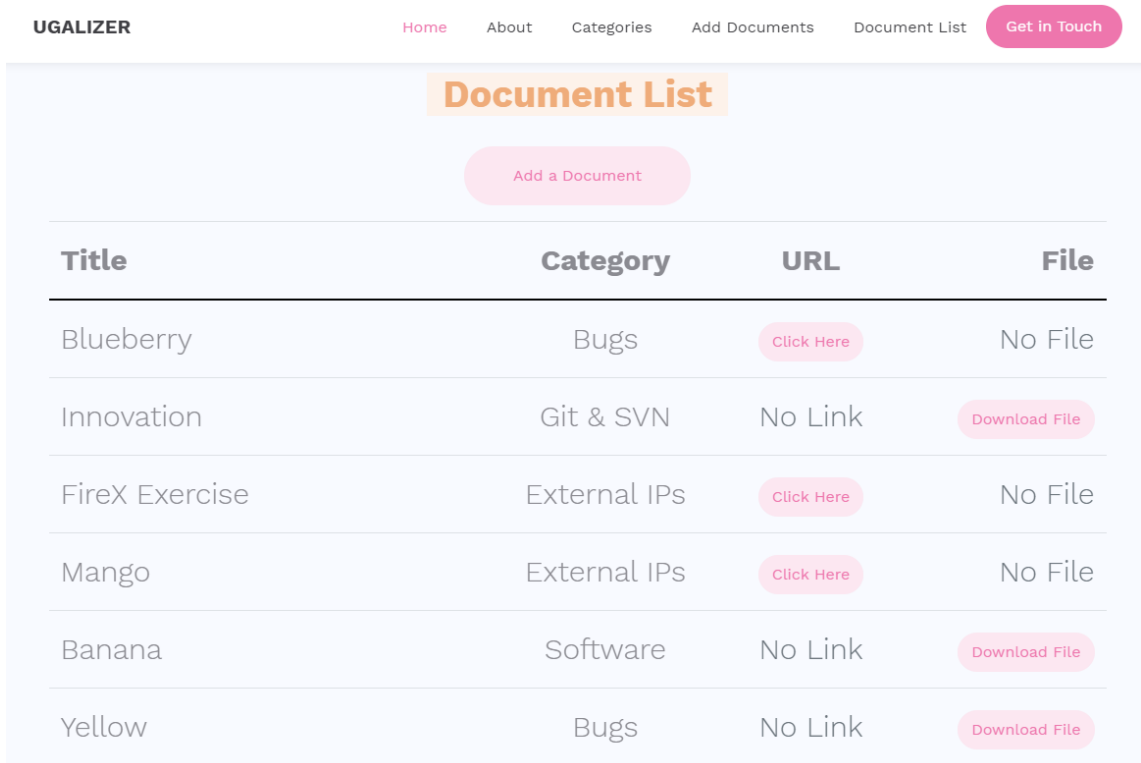 UGALIZER Home About Categories Add Documents Document List Get in Touch
Document List
Add a Document
Title Category URL File
Blueberry Bugs Click Here No File
Innovation Git & SVN No Link Download File
FireX Exercise External IPs Click Here No File
Mango External IPs Click Here No File
Banana Software No Link Download File
Yellow Bugs No Link Download File